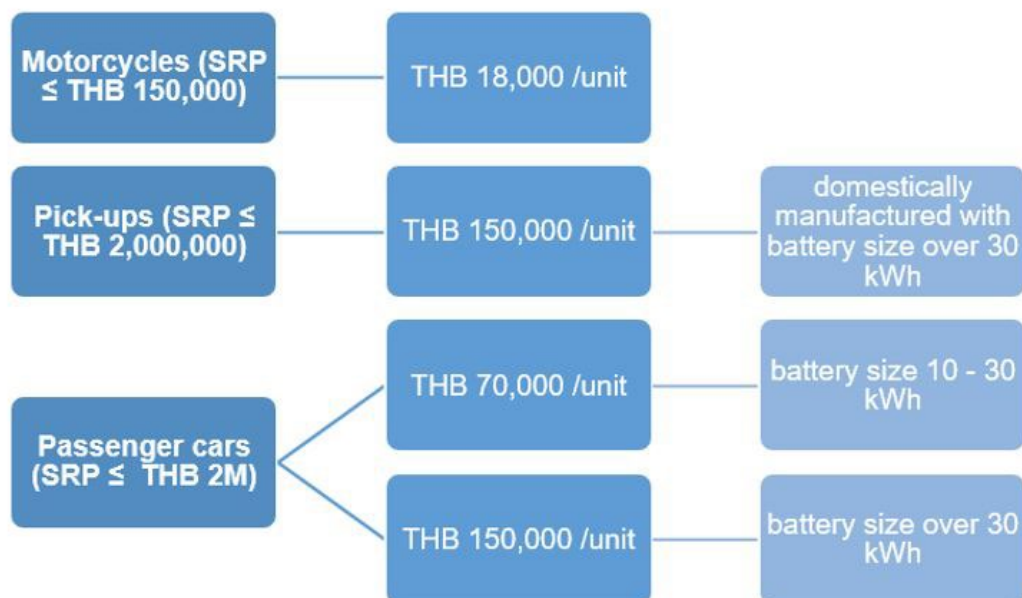 Motorcycles (SRP
≤ THB 150,000)
THB 18,000 /unit
Pick-ups (SRP ≤
THB 2,000,000)
THB 150,000 /unit
domestically
manufactured with
battery size over 30
kWh
Passenger cars
(SRP ≤ THB 2M)
THB 70,000 /unit
battery size 10 - 30
kWh
THB 150,000 /unit
battery size over 30
kWh